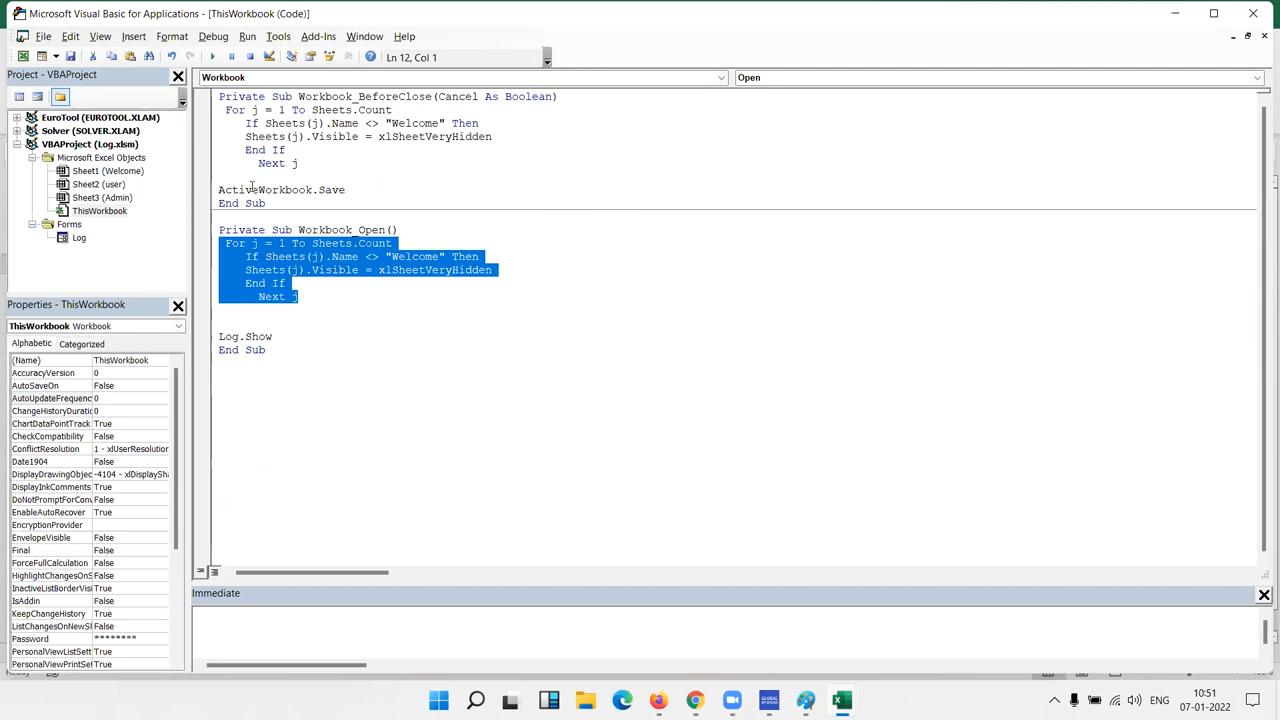 Microsoft Visual Basic for Applications - [ThisWorkbook (Code)]
File Edit View Insert Format Debug Run Tools Add-Ins Window Help
Ln 12, Col 1
Project - VBAProject
EuroTool (EUROTOOL.XLAM)
Solver (SOLVER.XLAM)
VBAProject (Log.xlsm)
Microsoft Excel Objects
Sheet1 (Welcome)
Sheet2 (user)
Sheet3 (Admin)
ThisWorkbook
Forms
Log
Properties - ThisWorkbook
ThisWorkbook Workbook
Alphabetic Categorized
(Name) ThisWorkbook
AccuracyVersion 0
AutoSaveOn False
AutoUpdateFrequenc 0
ChangeHistoryDuratic 0
ChartDataPointTrack True
CheckCompatibility False
ConflictResolution 1 - xlUserResolution
Date1904 False
DisplayDrawingObjec -4104 - xlDisplaySha
DisplayInkComments True
DoNotPromptForConv False
EnableAutoRecover True
EncryptionProvider
EnvelopeVisible False
Final False
ForceFullCalculation False
HighlightChangesOnS False
InactiveListBorderVisi True
IsAddin False
KeepChangeHistory True
ListChangesOnNewSl False
Password ********
PersonalViewListSett True
PersonalViewPrintSet True
Workbook Open
Private Sub Workbook_BeforeClose(Cancel As Boolean)
For j = 1 To Sheets.Count
If Sheets(j).Name <> "Welcome" Then
Sheets(j).Visible = xlSheetVeryHidden
End If
Next j
ActiveWorkbook.Save
End Sub
Private Sub Workbook_Open()
For j = 1 To Sheets.Count
If Sheets(j).Name <> "Welcome" Then
Sheets(j).Visible = xlSheetVeryHidden
End If
Next j
Log.Show
End Sub
Immediate
ENG
10:51
07-01-2022